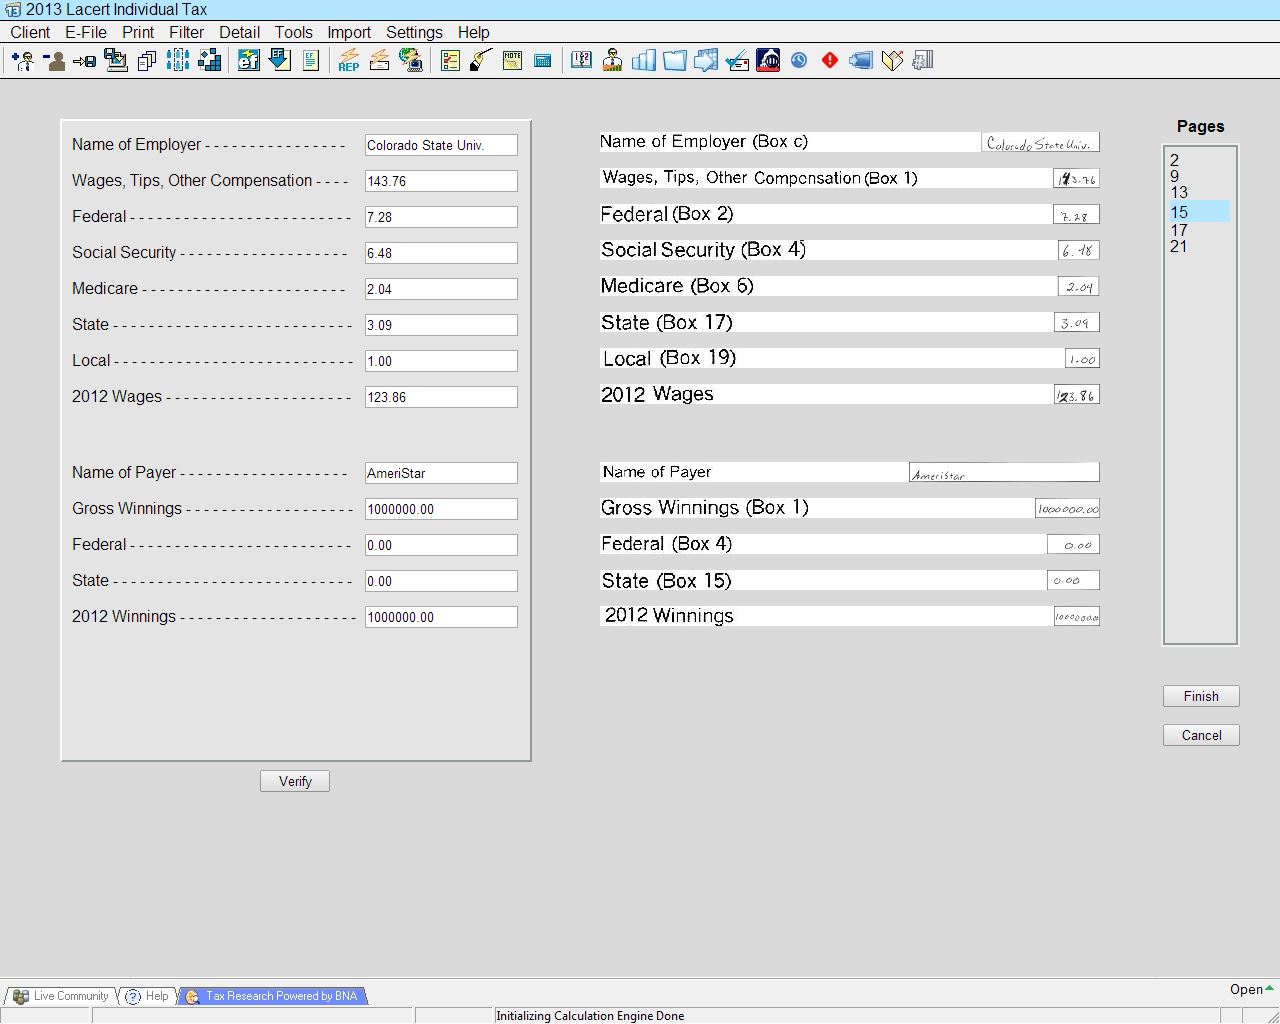 2013 Lacert Individual Tax
Client E-File Print Filter Detail Tools Import Settings Help
Name of Employer - - - - - - - - - - - - - - - - Colorado State Univ.
Wages, Tips, Other Compensation - - - - 143.76
Federal - - - - - - - - - - - - - - - - - - - - - - - - - 7.28
Social Security - - - - - - - - - - - - - - - - - - - 6.48
Medicare - - - - - - - - - - - - - - - - - - - - - - - 2.04
State - - - - - - - - - - - - - - - - - - - - - - - - - - - 3.09
Local - - - - - - - - - - - - - - - - - - - - - - - - - - - 1.00
2012 Wages - - - - - - - - - - - - - - - - - - - - - 123.86
Name of Payer - - - - - - - - - - - - - - - - - - - AmeriStar
Gross Winnings - - - - - - - - - - - - - - - - - - - 1000000.00
Federal - - - - - - - - - - - - - - - - - - - - - - - - - 0.00
State - - - - - - - - - - - - - - - - - - - - - - - - - - - 0.00
2012 Winnings - - - - - - - - - - - - - - - - - - - - 1000000.00
Verify
Name of Employer (Box c) Colorado State Univ.
Wages, Tips, Other Compensation (Box 1) 143.76
Federal (Box 2) 7.28
Social Security (Box 4) 6.48
Medicare (Box 6) 2.04
State (Box 17) 3.09
Local (Box 19) 1.00
2012 Wages 123.86
Name of Payer Ameristar
Gross Winnings (Box 1) 1000000.00
Federal (Box 4) 0.00
State (Box 15) 0.00
2012 Winnings 1000000.00
Pages
2
9
13
15
17
21
Finish
Cancel
Live Community Help Tax Research Powered by BNA
Open
Initializing Calculation Engine Done